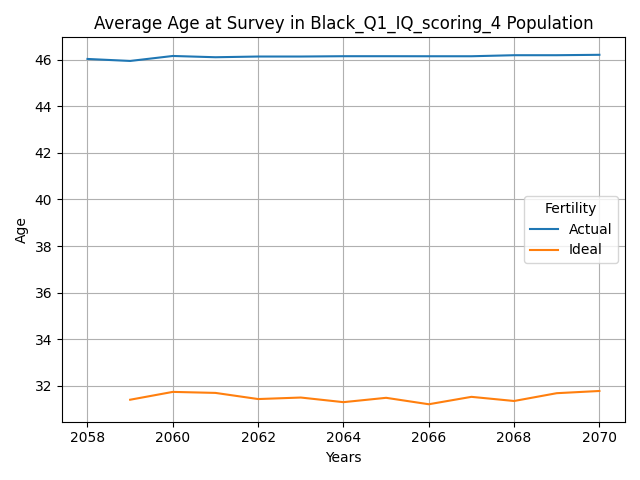 Average Age at Survey in Black_Q1_IQ_scoring_4 Population
46
44
42
40
38
36
34
32
Age
Fertility
Actual
Ideal
2058 2060 2062 2064 2066 2068 2070
Years